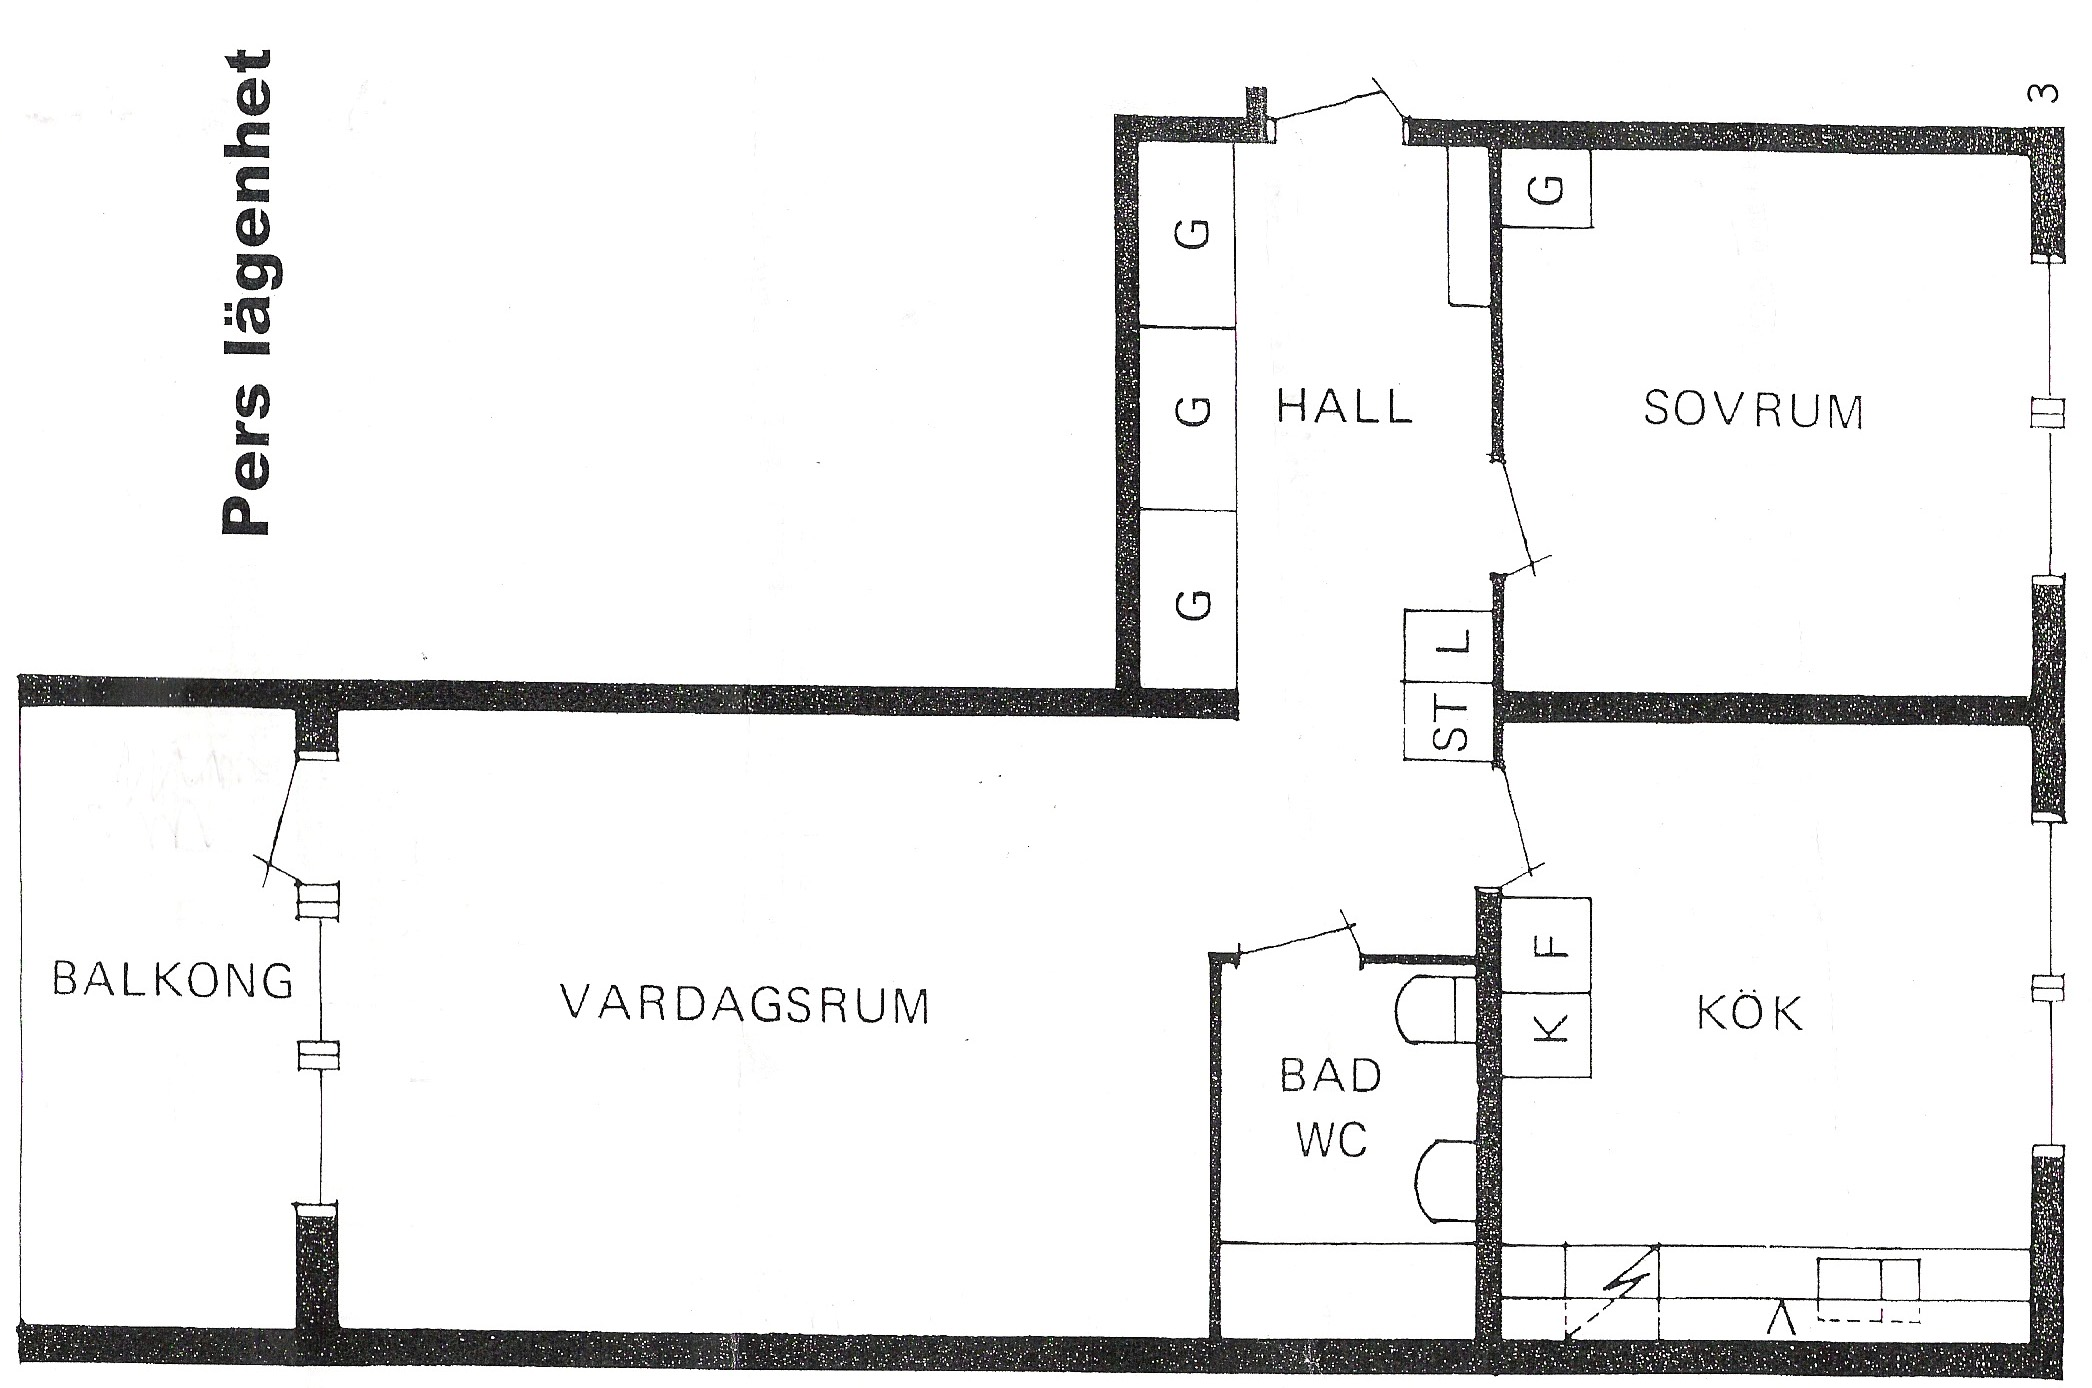 Pers lägenhet
3
G
G
G
G
HALL
SOVRUM
L
ST
BALKONG
VARDAGSRUM
F
K
KÖK
BAD
WC